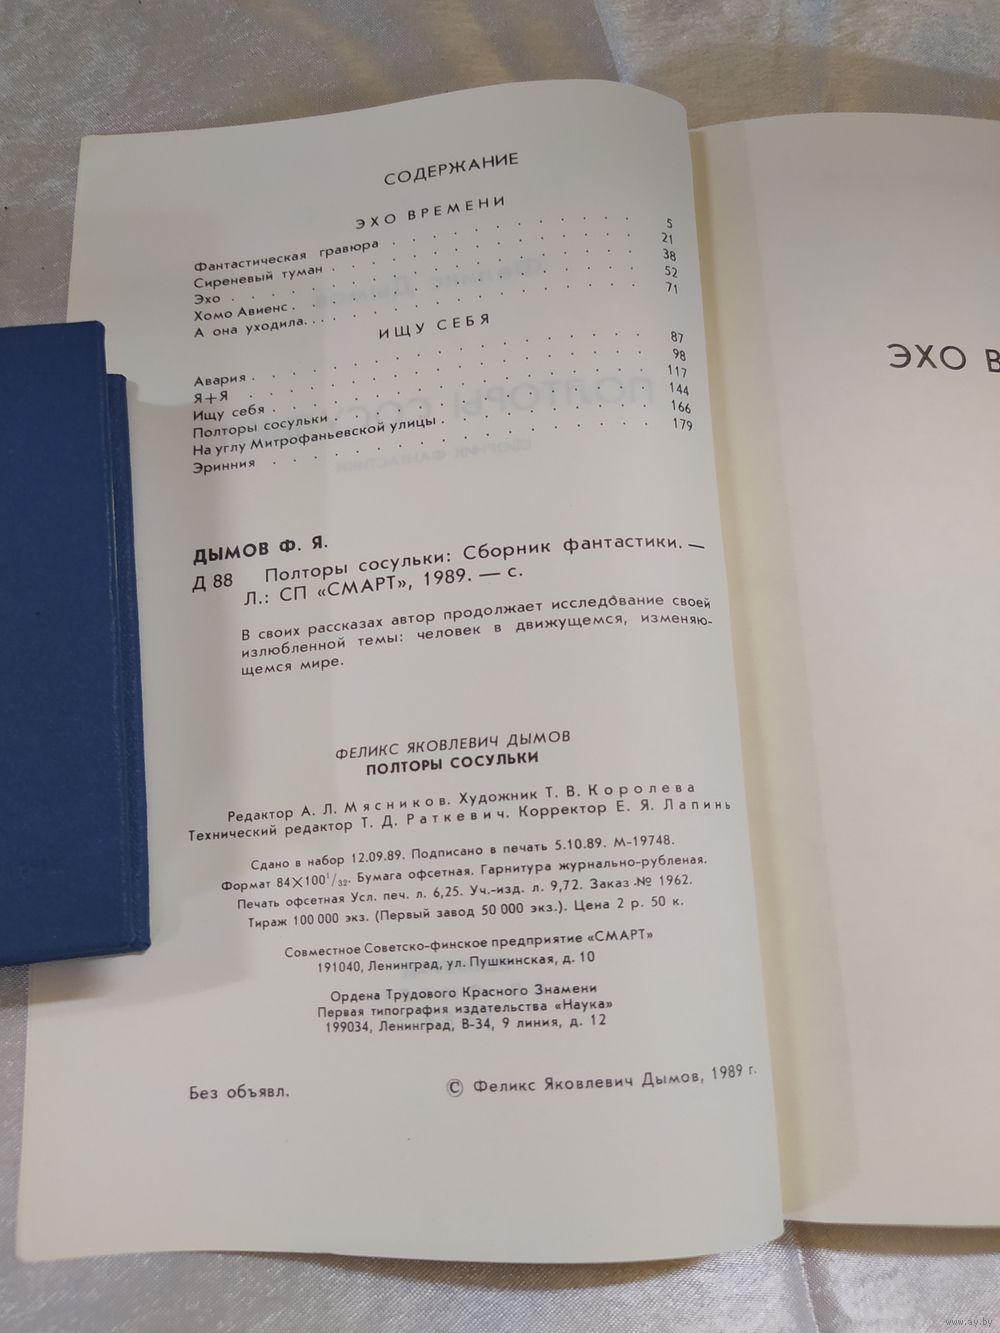 СОДЕРЖАНИЕ
ЭХО ВРЕМЕНИ
Фантастическая гравюра . . . . . . . . 5
Сиреневый туман . . . . . . . . . . 21
Эхо . . . . . . . . . . . . . 38
Хомо Авиенс . . . . . . . . . . . 52
А она уходила. . . . . . . . . . . 71
ИЩУ СЕБЯ
Авария . . . . . . . . . . . . 87
Я+Я . . . . . . . . . . . . 98
Ищу себя . . . . . . . . . . . 117
Полторы сосульки . . . . . . . . . 144
На углу Митрофаньевской улицы . . . . . . 166
Эринния . . . . . . . . . . . 179
ДЫМОВ Ф. Я.
Д 88 Полторы сосульки: Сборник фантастики. —
Л.: СП «СМАРТ», 1989. — с.
В своих рассказах автор продолжает исследование своей
излюбленной темы: человек в движущемся, изменяю-
щемся мире.
ФЕЛИКС ЯКОВЛЕВИЧ ДЫМОВ
ПОЛТОРЫ СОСУЛЬКИ
Редактор А. Л. Мясников. Художник Т. В. Королева
Технический редактор Т. Д. Раткевич. Корректор Е. Я. Лапинь
Сдано в набор 12.09.89. Подписано в печать 5.10.89. М-19748.
Формат 84×100 1/32. Бумага офсетная. Гарнитура журнально-рубленая.
Печать офсетная Усл. печ. л. 6,25. Уч.-изд. л. 9,72. Заказ № 1962.
Тираж 100 000 экз. (Первый завод 50 000 экз.). Цена 2 р. 50 к.
Совместное Советско-финское предприятие «СМАРТ»
191040, Ленинград, ул. Пушкинская, д. 10
Ордена Трудового Красного Знамени
Первая типография издательства «Наука»
199034, Ленинград, В-34, 9 линия, д. 12
Без объявл.
© Феликс Яковлевич Дымов, 1989 г.
ЭХО В
www.ay.by